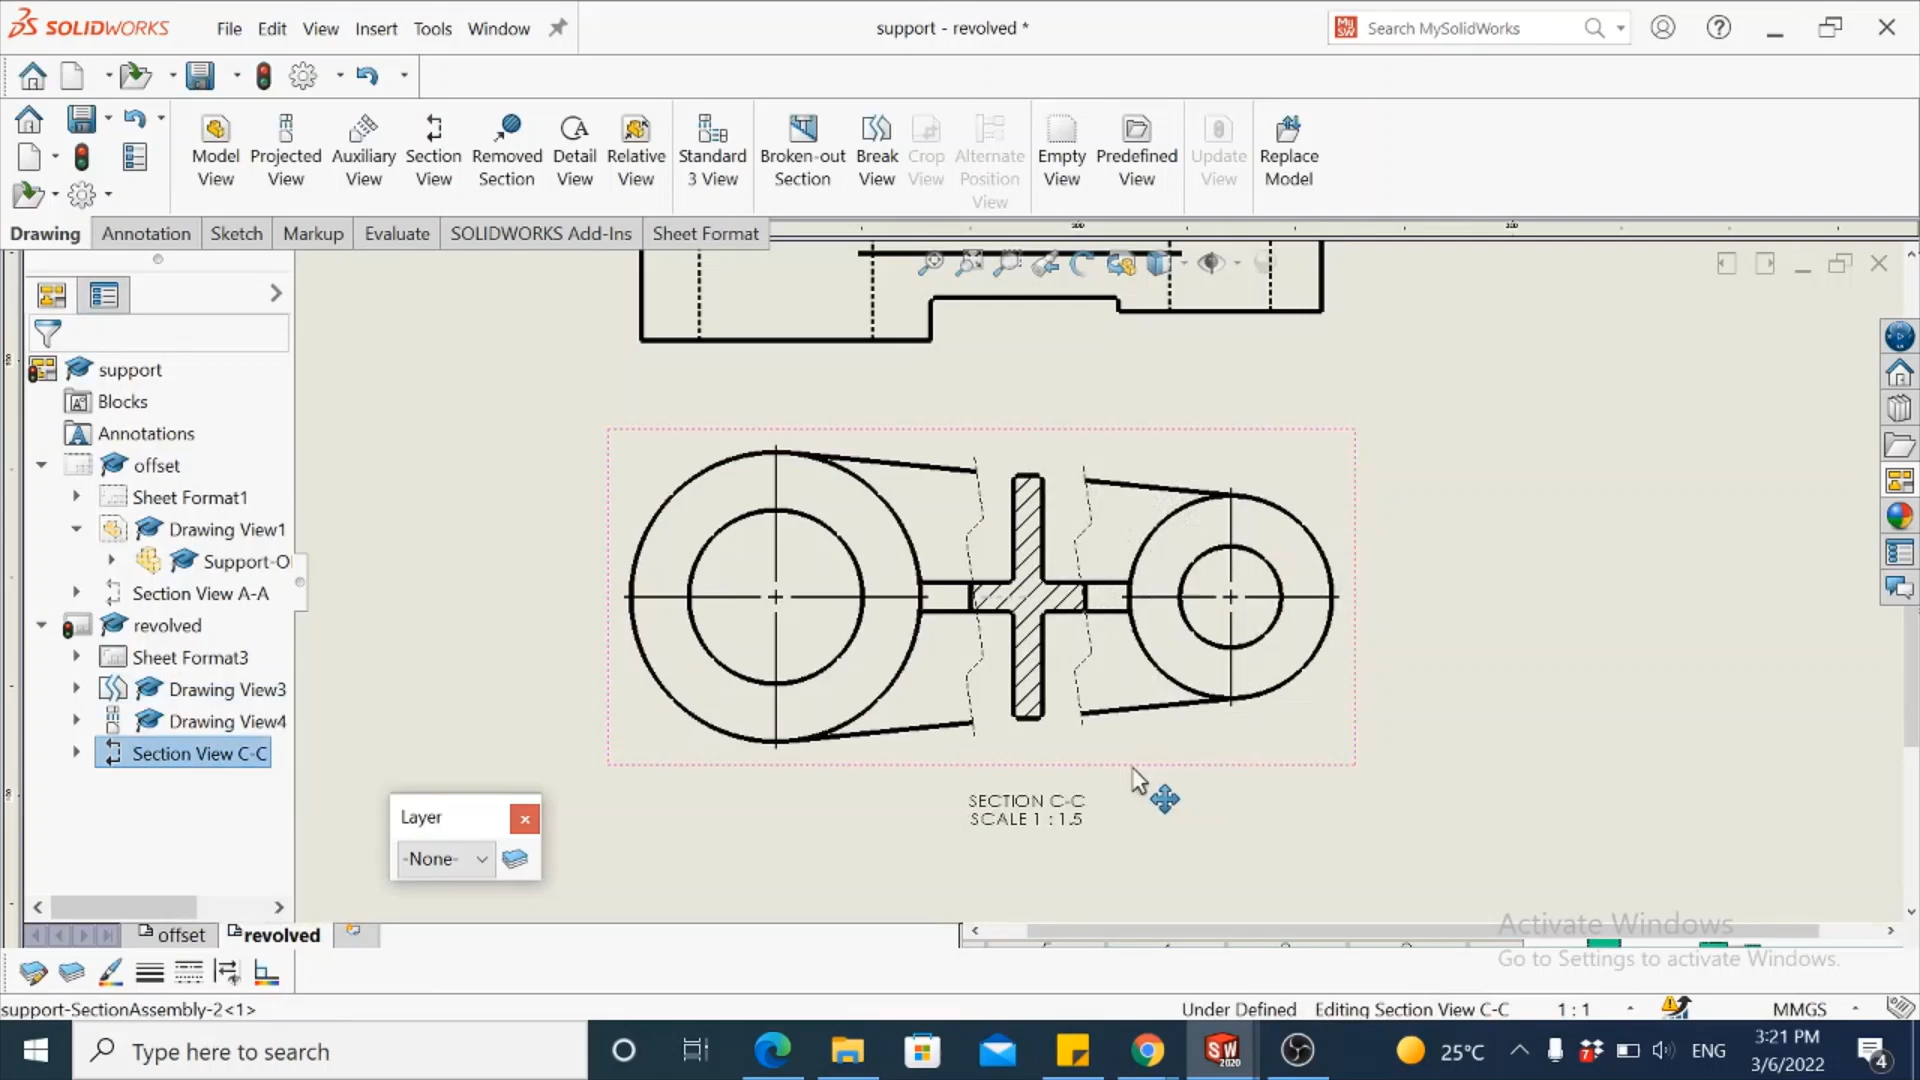 SOLIDWORKS
File Edit View Insert Tools Window
support - revolved *
Search MySolidWorks
Model View
Projected View
Auxiliary View
Section View
Removed Section
Detail View
Relative View
Standard 3 View
Broken-out Section
Break View
Crop View
Alternate Position View
Empty View
Predefined View
Update View
Replace Model
Drawing Annotation Sketch Markup Evaluate SOLIDWORKS Add-Ins Sheet Format
support
Blocks
Annotations
offset
Sheet Format1
Drawing View1
Support-O
Section View A-A
revolved
Sheet Format3
Drawing View3
Drawing View4
Section View C-C
Layer
-None-
SECTION C-C
SCALE 1 : 1.5
offset revolved
Activate Windows
Go to Settings to activate Windows.
support-SectionAssembly-2<1>
Under Defined Editing Section View C-C 1 : 1 MMGS
Type here to search
SW
2020
25°C
ENG
3:21 PM
3/6/2022
4